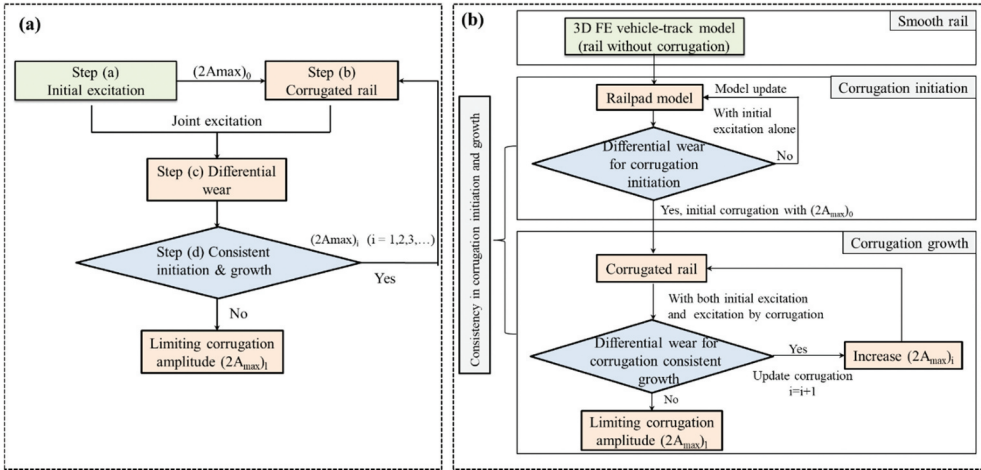 (a)
Step (a)
Initial excitation
(2Amax)₀
Step (b)
Corrugated rail
Joint excitation
Step (c) Differential
wear
Step (d) Consistent
initiation & growth
(2Amax)ᵢ (i = 1,2,3,…)
Yes
No
Limiting corrugation
amplitude (2Aₘₐₓ)ₗ
(b)
3D FE vehicle-track model
(rail without corrugation)
Smooth rail
Corrugation initiation
Railpad model
Model update
With initial
excitation alone
Differential wear
for corrugation
initiation
No
Yes, initial corrugation with (2Aₘₐₓ)₀
Consistency in corrugation initiation and growth
Corrugation growth
Corrugated rail
With both initial excitation
and excitation by corrugation
Differential wear for
corrugation consistent
growth
Yes
Update corrugation
i=i+1
Increase (2Aₘₐₓ)ᵢ
No
Limiting corrugation
amplitude (2Aₘₐₓ)ₗ